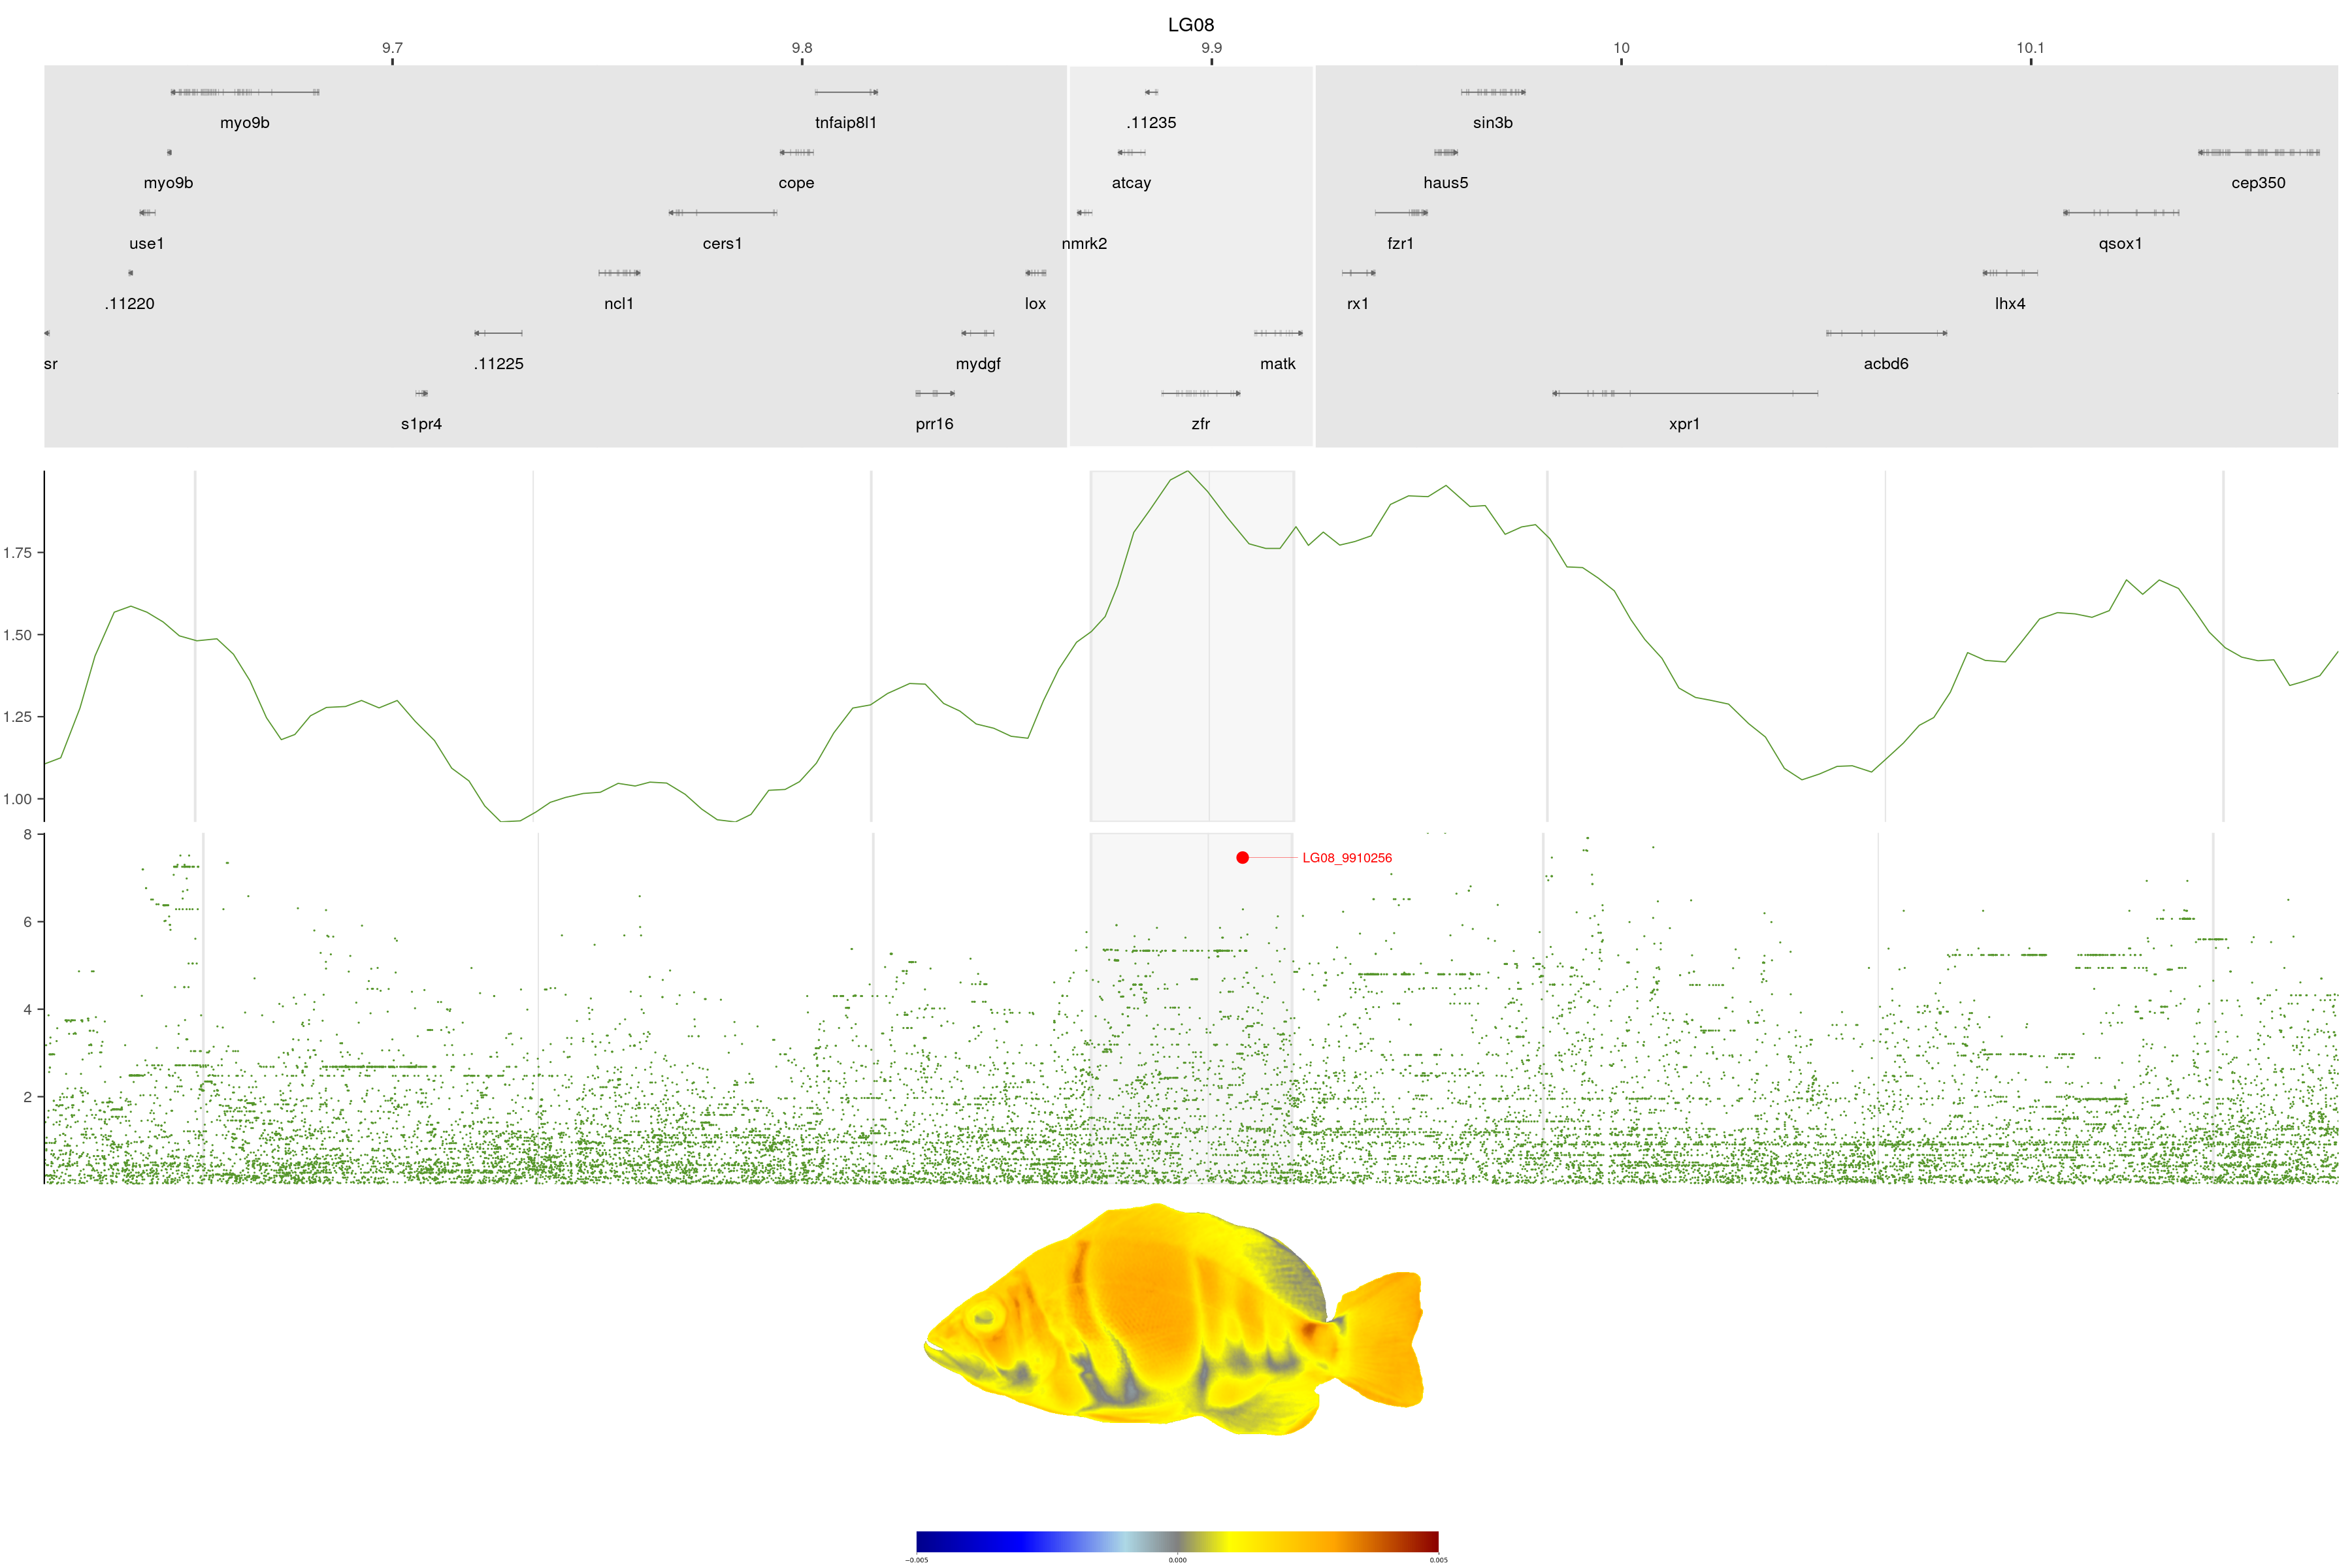 LG08
9.7 9.8 9.9 10 10.1
myo9b tnfaip8l1 .11235 sin3b
myo9b cope atcay haus5 cep350
use1 cers1 nmrk2 fzr1 qsox1
.11220 ncl1 lox rx1 lhx4
sr .11225 mydgf matk acbd6
s1pr4 prr16 zfr xpr1
1.75
1.50
1.25
1.00
8
LG08_9910256
6
4
2
−0.005 0.000 0.005